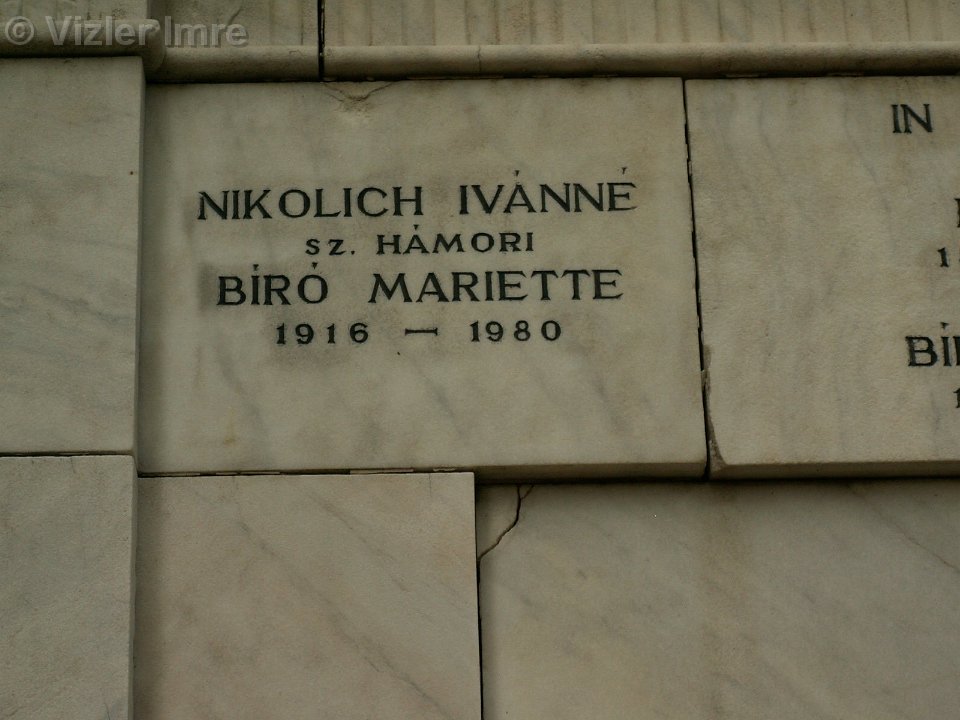 © Vizler Imre
NIKOLICH IVÁNNÉ
SZ. HÁMORI
BÍRÓ MARIETTE
1916 — 1980
IN